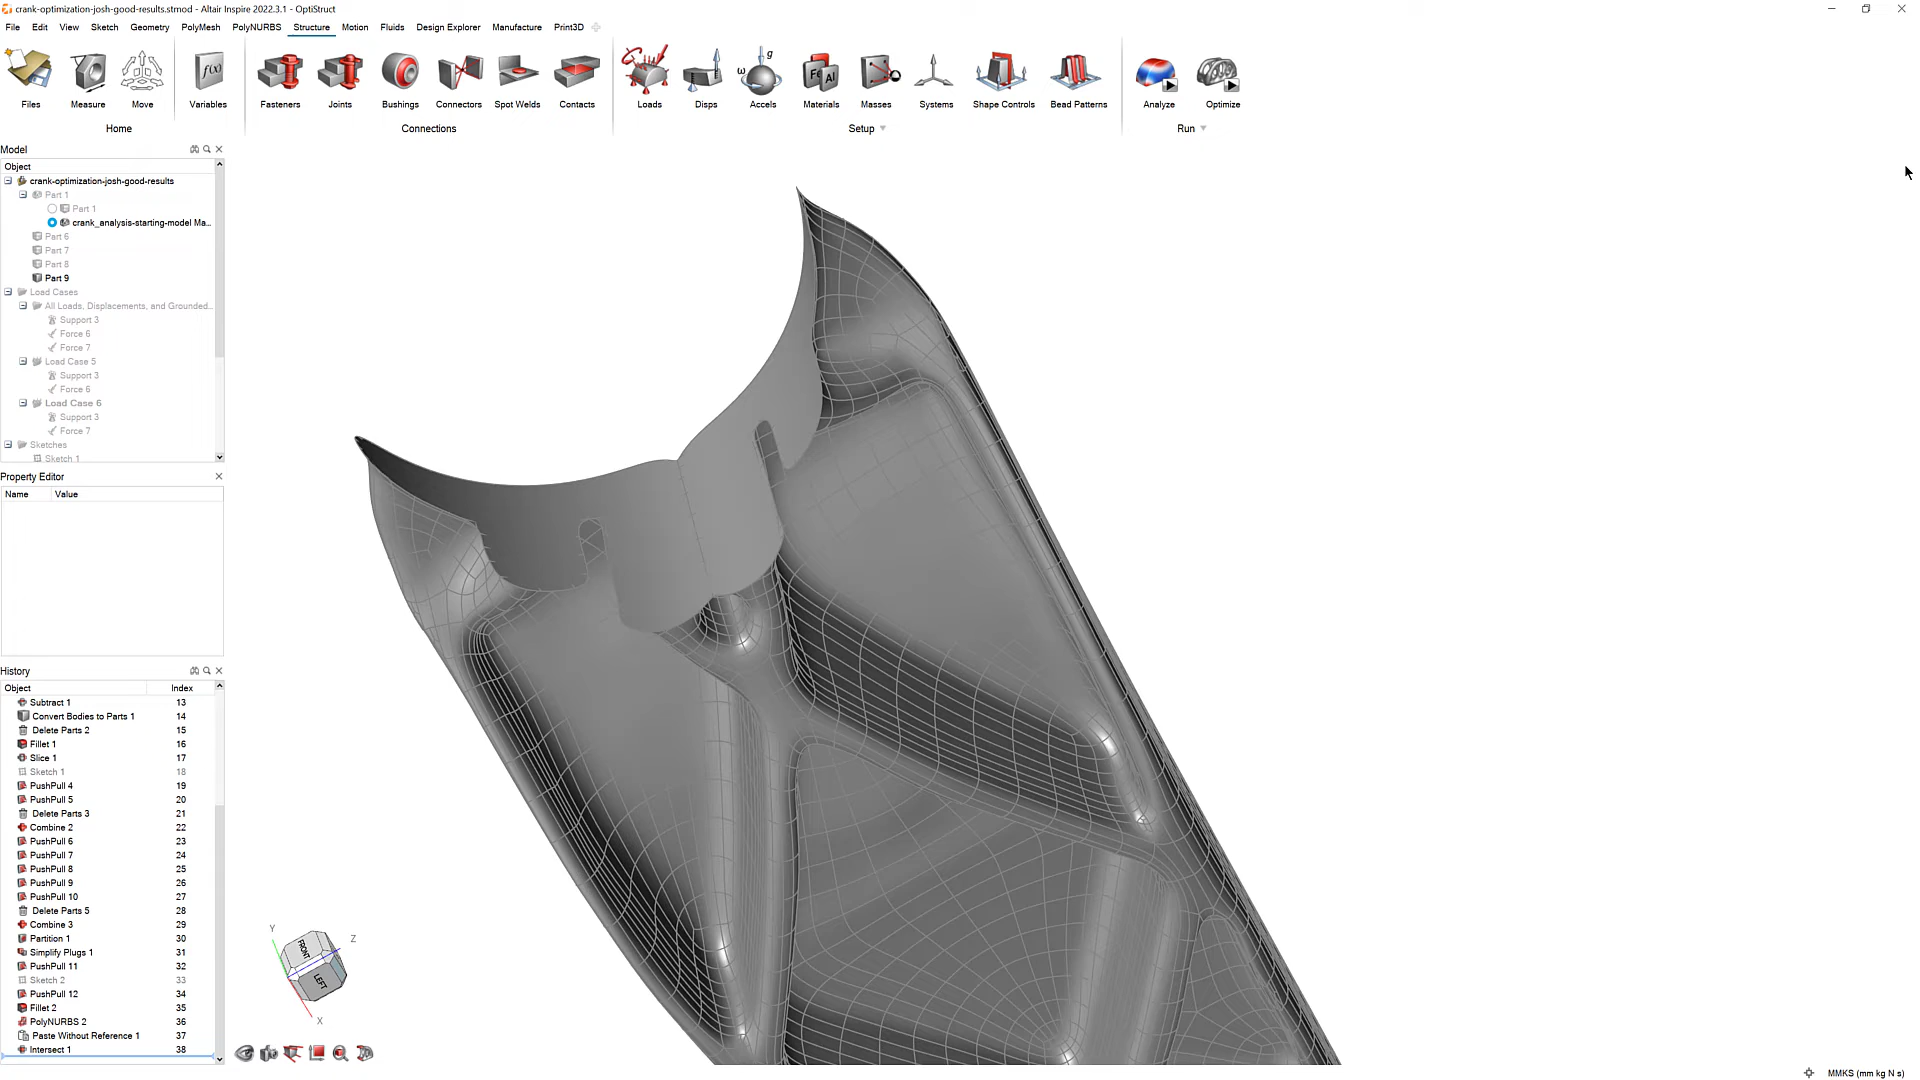 crank-optimization-josh-good-results.stmod - Altair Inspire 2022.3.1 - OptiStruct
File Edit View Sketch Geometry PolyMesh PolyNURBS Structure Motion Fluids Design Explorer Manufacture Print3D
f(x) g ω Fe Al
Files Measure Move Variables Fasteners Joints Bushings Connectors Spot Welds Contacts Loads Disps Accels Materials Masses Systems Shape Controls Bead Patterns Analyze Optimize
Home Connections Setup Run
Model
Object
crank-optimization-josh-good-results
Part 1
Part 1
crank_analysis-starting-model Ma...
Part 6
Part 7
Part 8
Part 9
Load Cases
All Loads, Displacements, and Grounded...
Support 3
Force 6
Force 7
Load Case 5
Support 3
Force 6
Load Case 6
Support 3
Force 7
Sketches
Sketch 1
Property Editor
Name Value
History
Object Index
Subtract 1 13
Convert Bodies to Parts 1 14
Delete Parts 2 15
Fillet 1 16
Slice 1 17
Sketch 1 18
PushPull 4 19
PushPull 5 20
Delete Parts 3 21
Combine 2 22
PushPull 6 23
PushPull 7 24
PushPull 8 25
PushPull 9 26
PushPull 10 27
Delete Parts 5 28
Combine 3 29
Partition 1 30
Simplify Plugs 1 31
PushPull 11 32
Sketch 2 33
PushPull 12 34
Fillet 2 35
PolyNURBS 2 36
Paste Without Reference 1 37
Intersect 1 38
Y
Z
FRONT
LEFT
X
MMKS (mm kg N s)